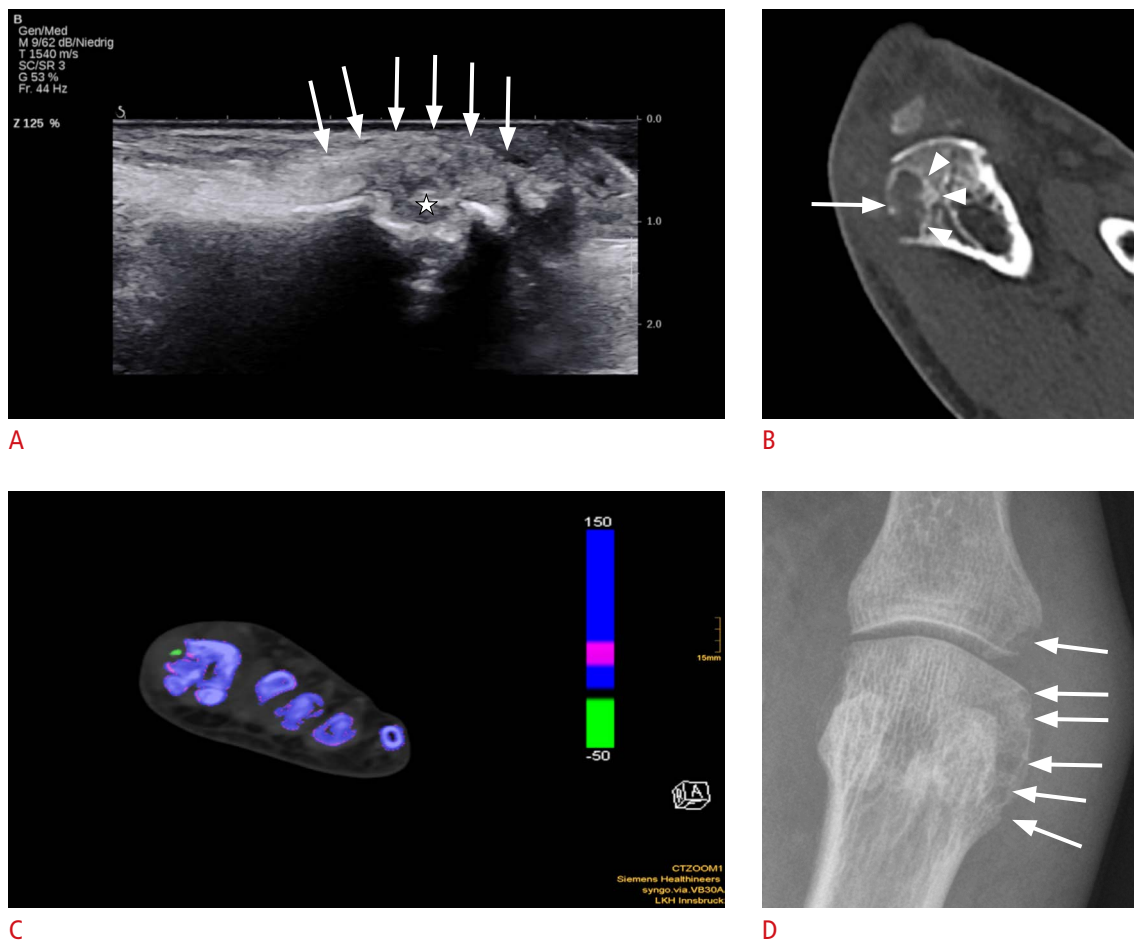 B
Gen/Med
M 9/62 dB/Niedrig
T 1540 m/s
SC/SR 3
G 53 %
Fr. 44 Hz
Z 125 %
S
0.0
1.0
2.0
A
B
150
-50
15mm
R A
CTZOOM1
Siemens Healthineers
syngo.via.VB30A
LKH Innsbruck
C
D